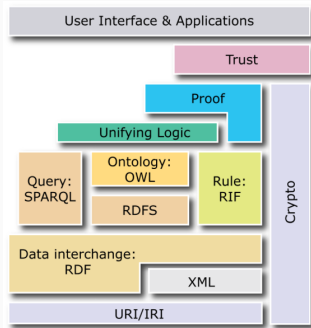 User Interface & Applications
Trust
Proof
Unifying Logic
Query:
SPARQL
Ontology:
OWL
RDFS
Rule:
RIF
Crypto
Data interchange:
RDF
XML
URI/IRI